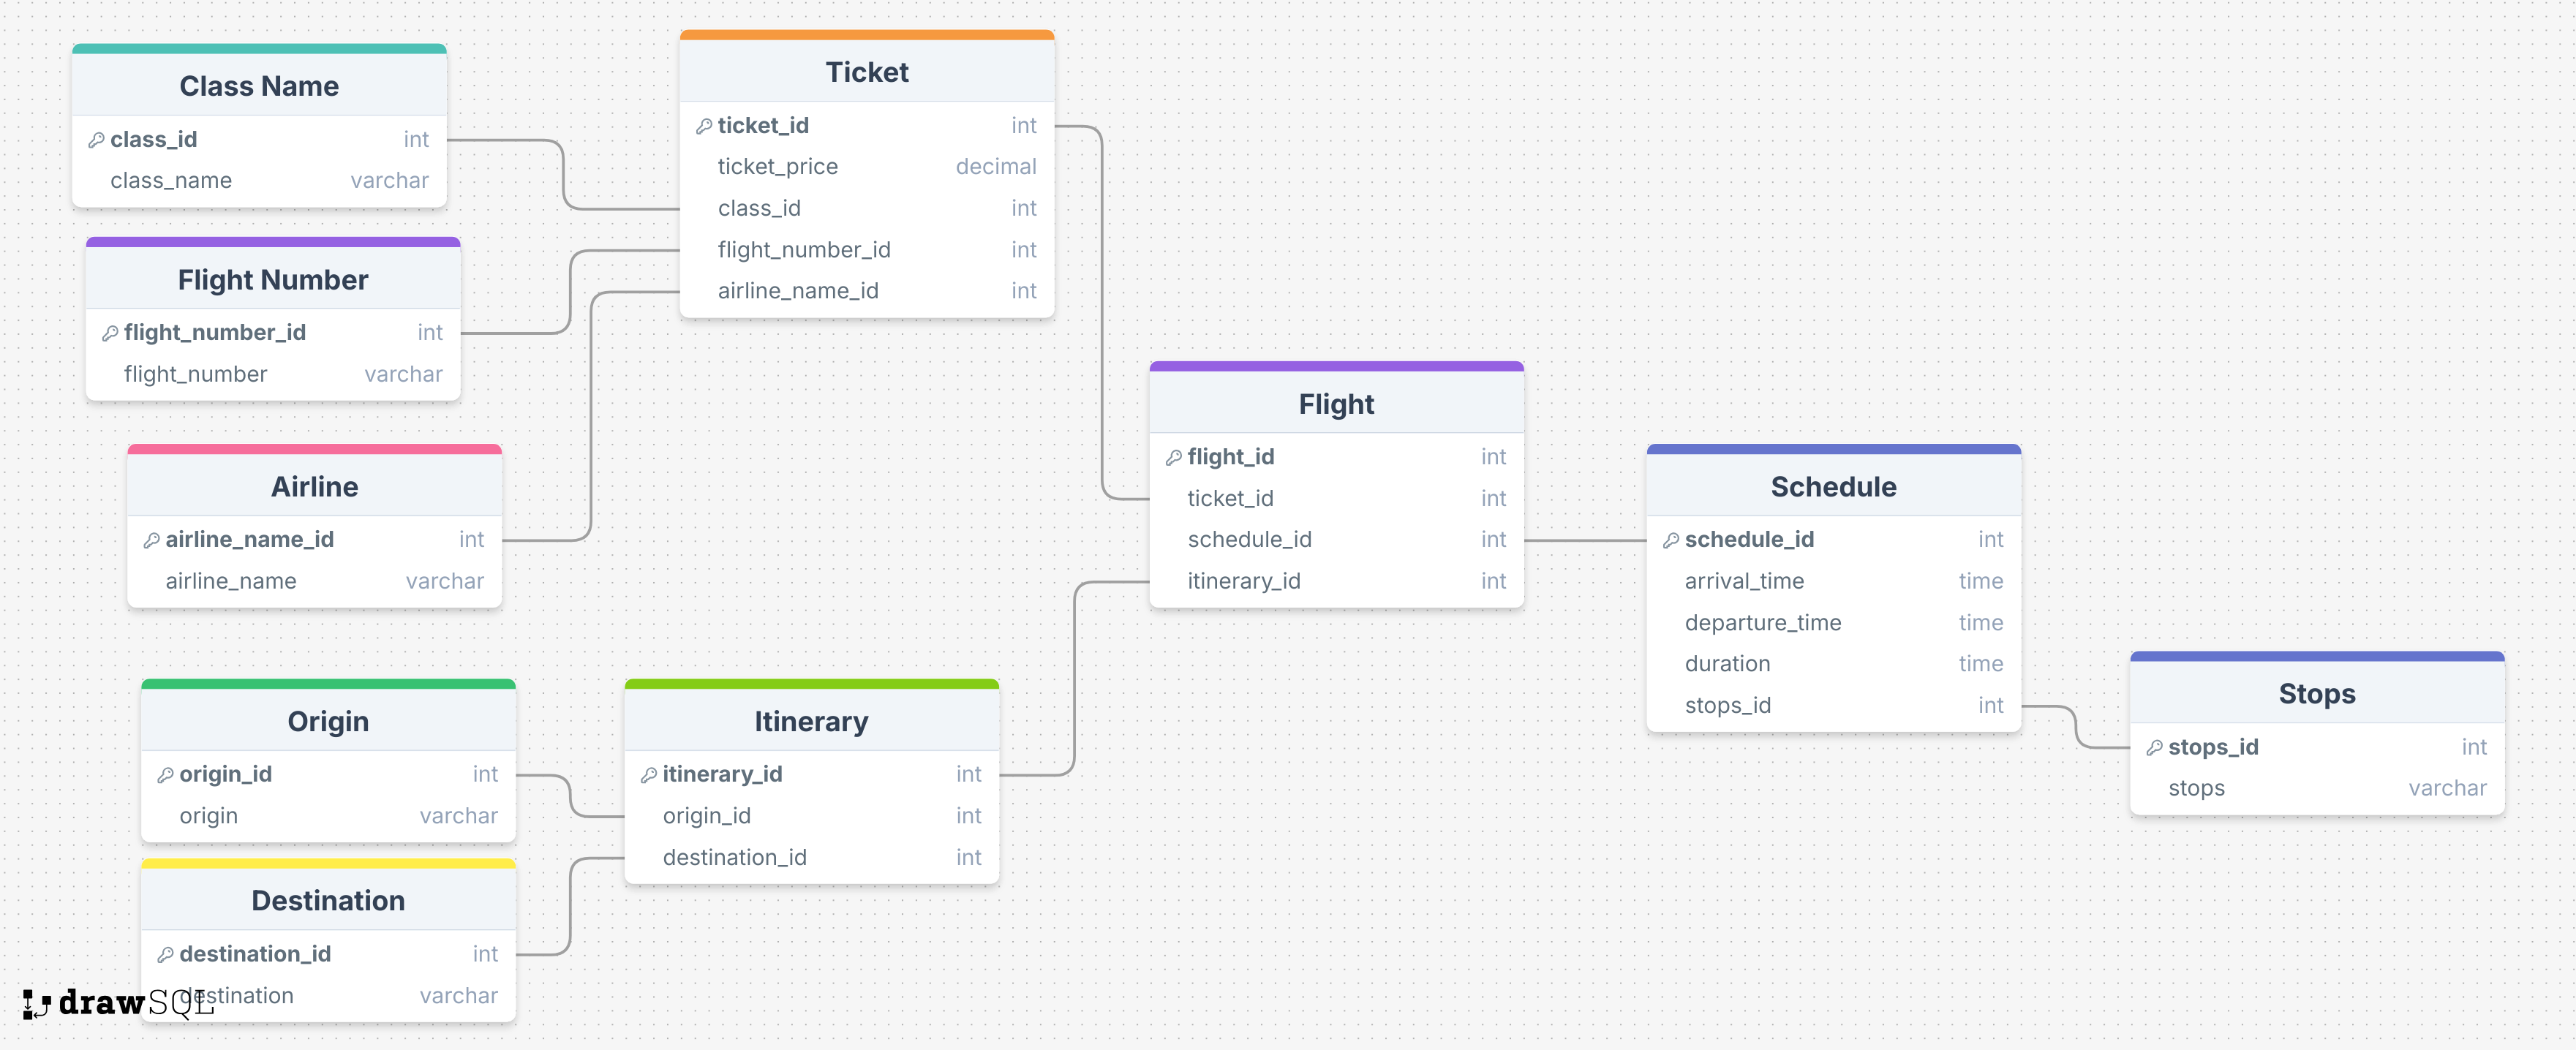 Class Name
class_id int
class_name varchar
Flight Number
flight_number_id int
flight_number varchar
Airline
airline_name_id int
airline_name varchar
Ticket
ticket_id int
ticket_price decimal
class_id int
flight_number_id int
airline_name_id int
Flight
flight_id int
ticket_id int
schedule_id int
itinerary_id int
Schedule
schedule_id int
arrival_time time
departure_time time
duration time
stops_id int
Stops
stops_id int
stops varchar
Origin
origin_id int
origin varchar
Itinerary
itinerary_id int
origin_id int
destination_id int
Destination
destination_id int
destination varchar
drawSQL